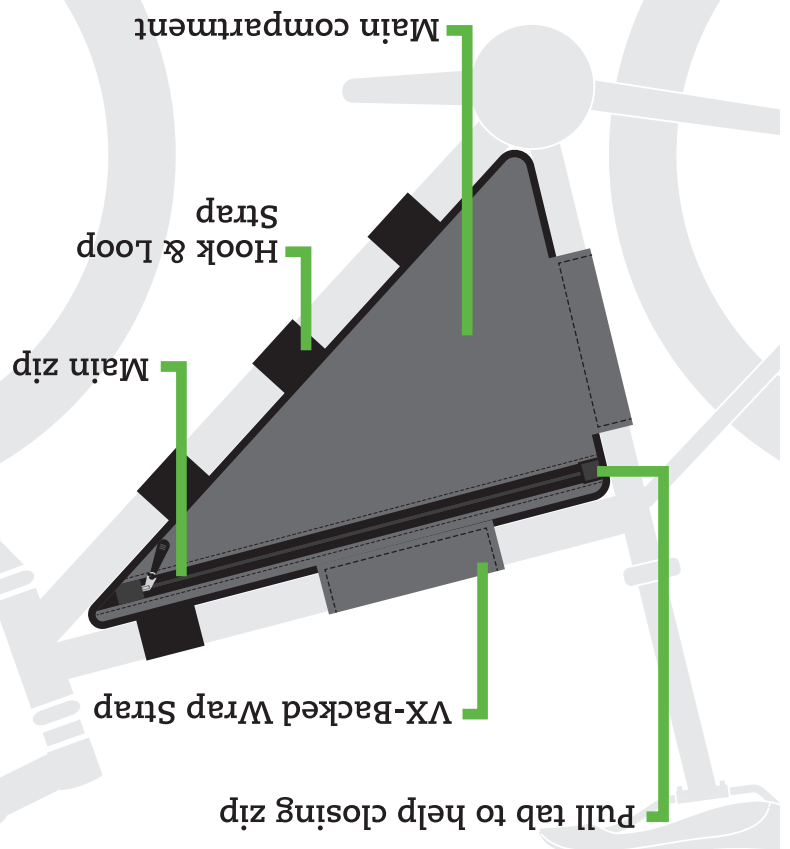 Pull tab to help closing zip
VX-Backed Wrap Strap
Main zip
Hook & Loop
Strap
Main compartment